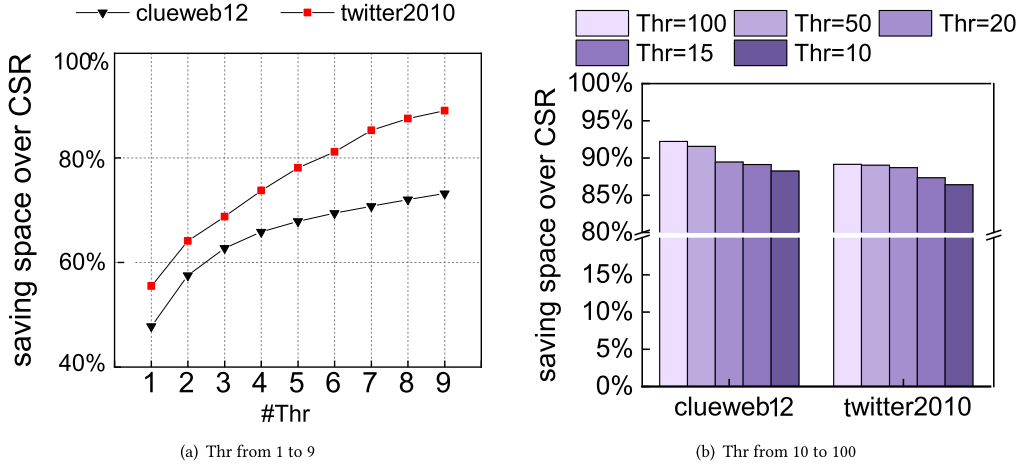 clueweb12 twitter2010
saving space over CSR
100%
80%
60%
40%
1 2 3 4 5 6 7 8 9
#Thr
(a) Thr from 1 to 9
Thr=100 Thr=50 Thr=20
Thr=15 Thr=10
saving space over CSR
100%
95%
90%
85%
80%
15%
10%
5%
0%
clueweb12 twitter2010
(b) Thr from 10 to 100